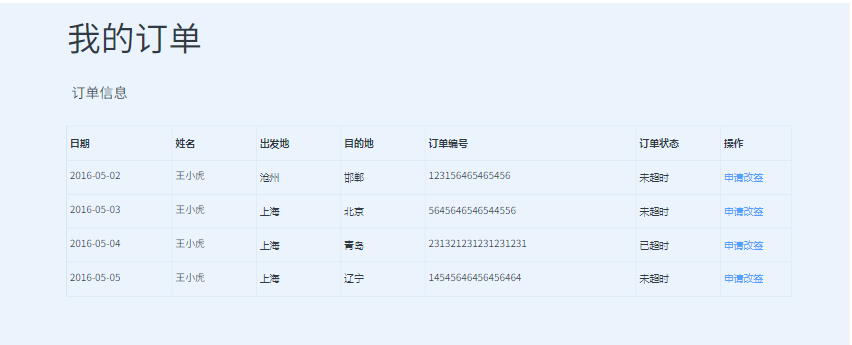 我的订单
订单信息
日期 姓名 出发地 目的地 订单编号 订单状态 操作
2016-05-02 王小虎 沧州 邯郸 123156465465456 未超时 申请改签
2016-05-03 王小虎 上海 北京 5645646546544556 未超时 申请改签
2016-05-04 王小虎 上海 青岛 231321231231231231 已超时 申请改签
2016-05-05 王小虎 上海 辽宁 14545646456456464 未超时 申请改签